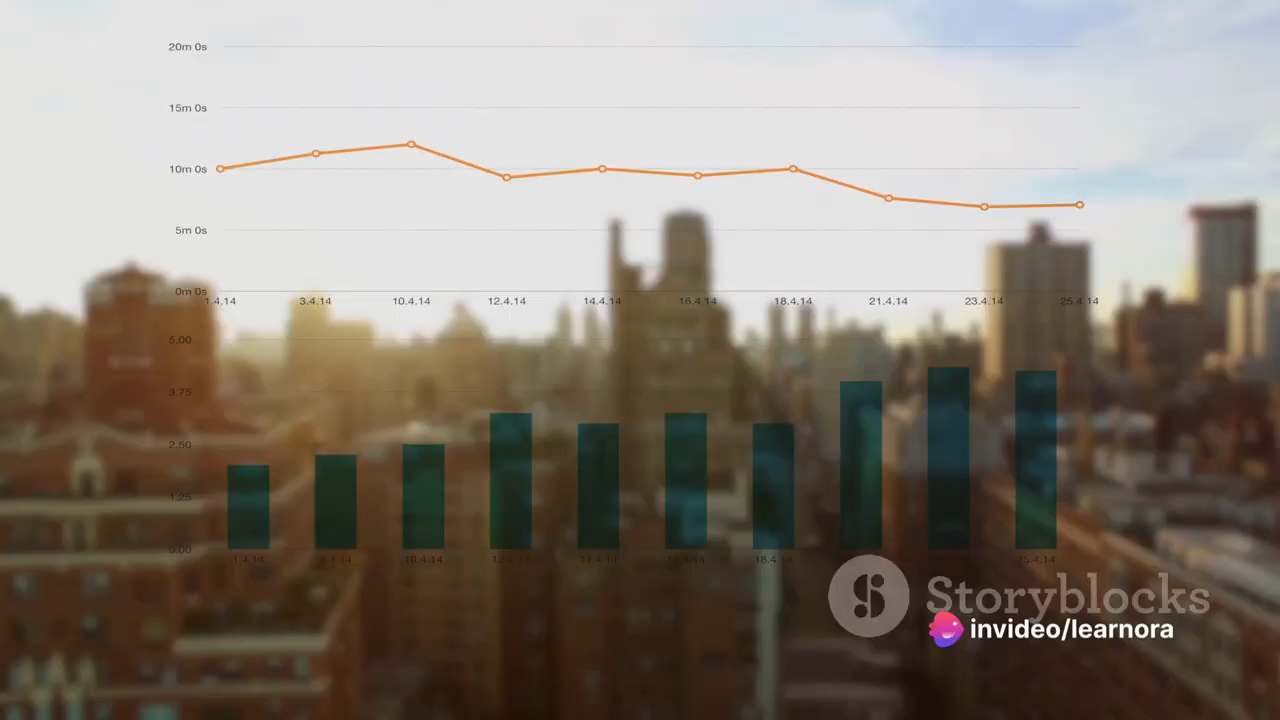 20m 0s
15m 0s
10m 0s
5m 0s
0m 0s
1.4.14 3.4.14 10.4.14 12.4.14 14.4.14 16.4.14 18.4.14 21.4.14 23.4.14 25.4.14
5.00
3.75
2.50
1.25
0.00
1.4.14 10.4.14 18.4.14 25.4.14
Storyblocks
invideo/learnora